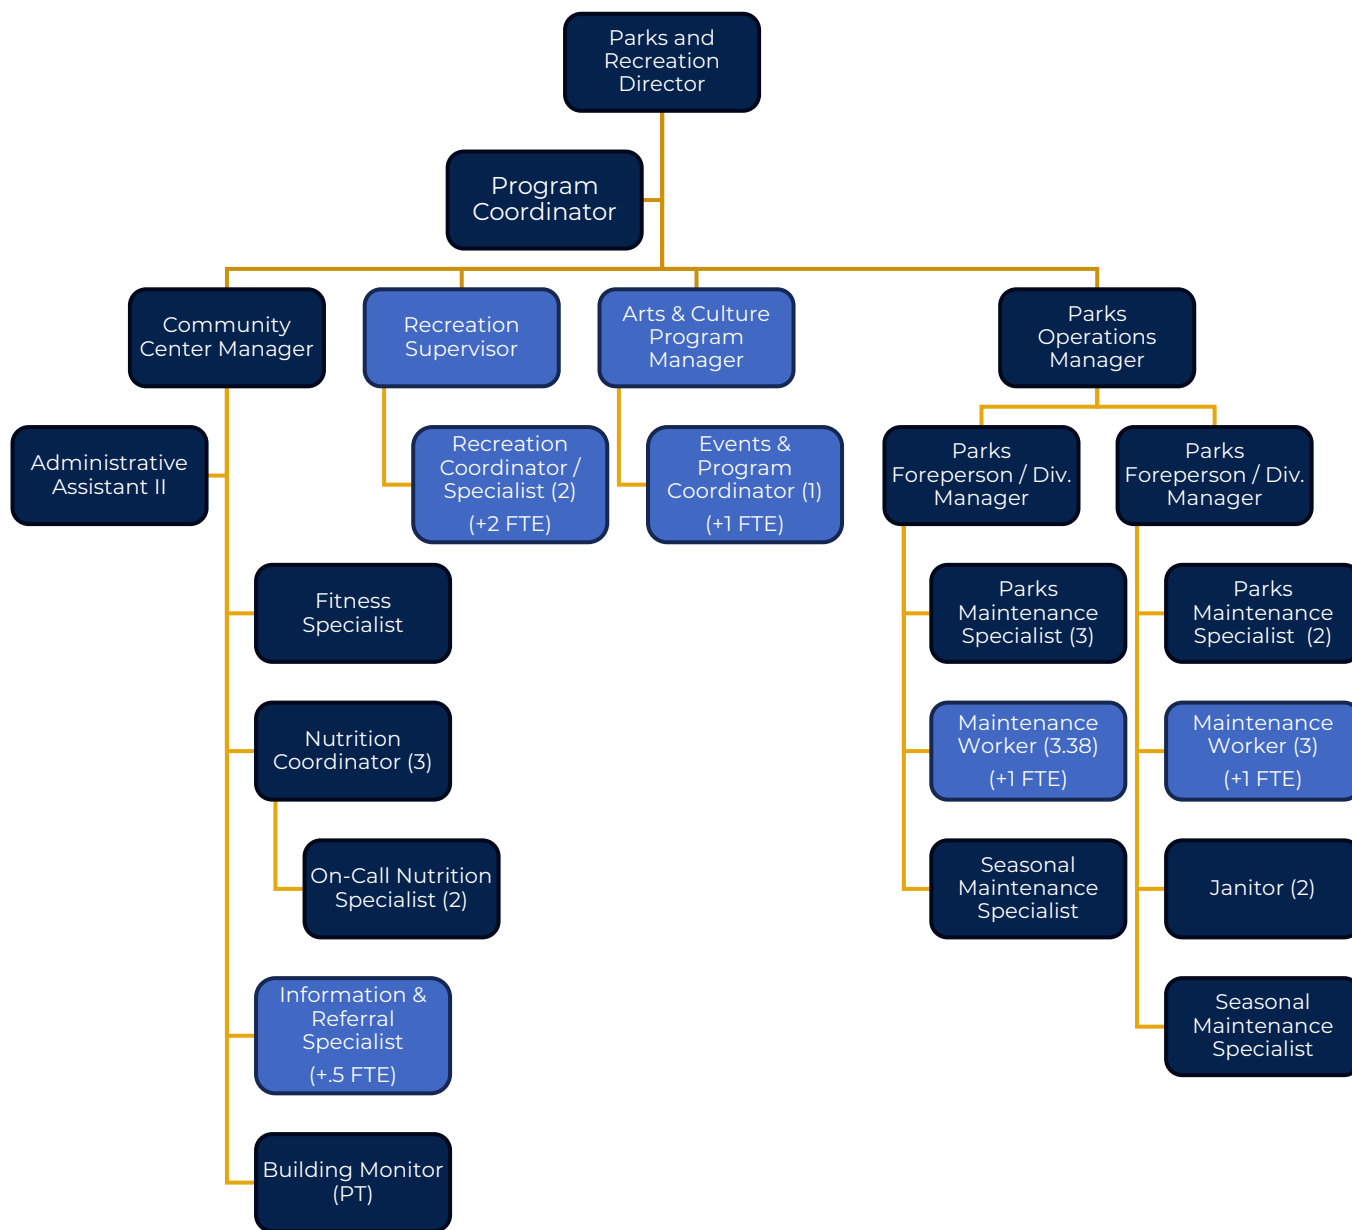 Parks and
Recreation
Director
Program
Coordinator
Community
Center Manager
Recreation
Supervisor
Arts & Culture
Program
Manager
Parks
Operations
Manager
Administrative
Assistant II
Recreation
Coordinator /
Specialist (2)
(+2 FTE)
Events &
Program
Coordinator (1)
(+1 FTE)
Parks
Foreperson / Div.
Manager
Parks
Foreperson / Div.
Manager
Fitness
Specialist
Parks
Maintenance
Specialist (3)
Parks
Maintenance
Specialist (2)
Nutrition
Coordinator (3)
Maintenance
Worker (3.38)
(+1 FTE)
Maintenance
Worker (3)
(+1 FTE)
On-Call Nutrition
Specialist (2)
Seasonal
Maintenance
Specialist
Janitor (2)
Information &
Referral
Specialist
(+.5 FTE)
Seasonal
Maintenance
Specialist
Building Monitor
(PT)